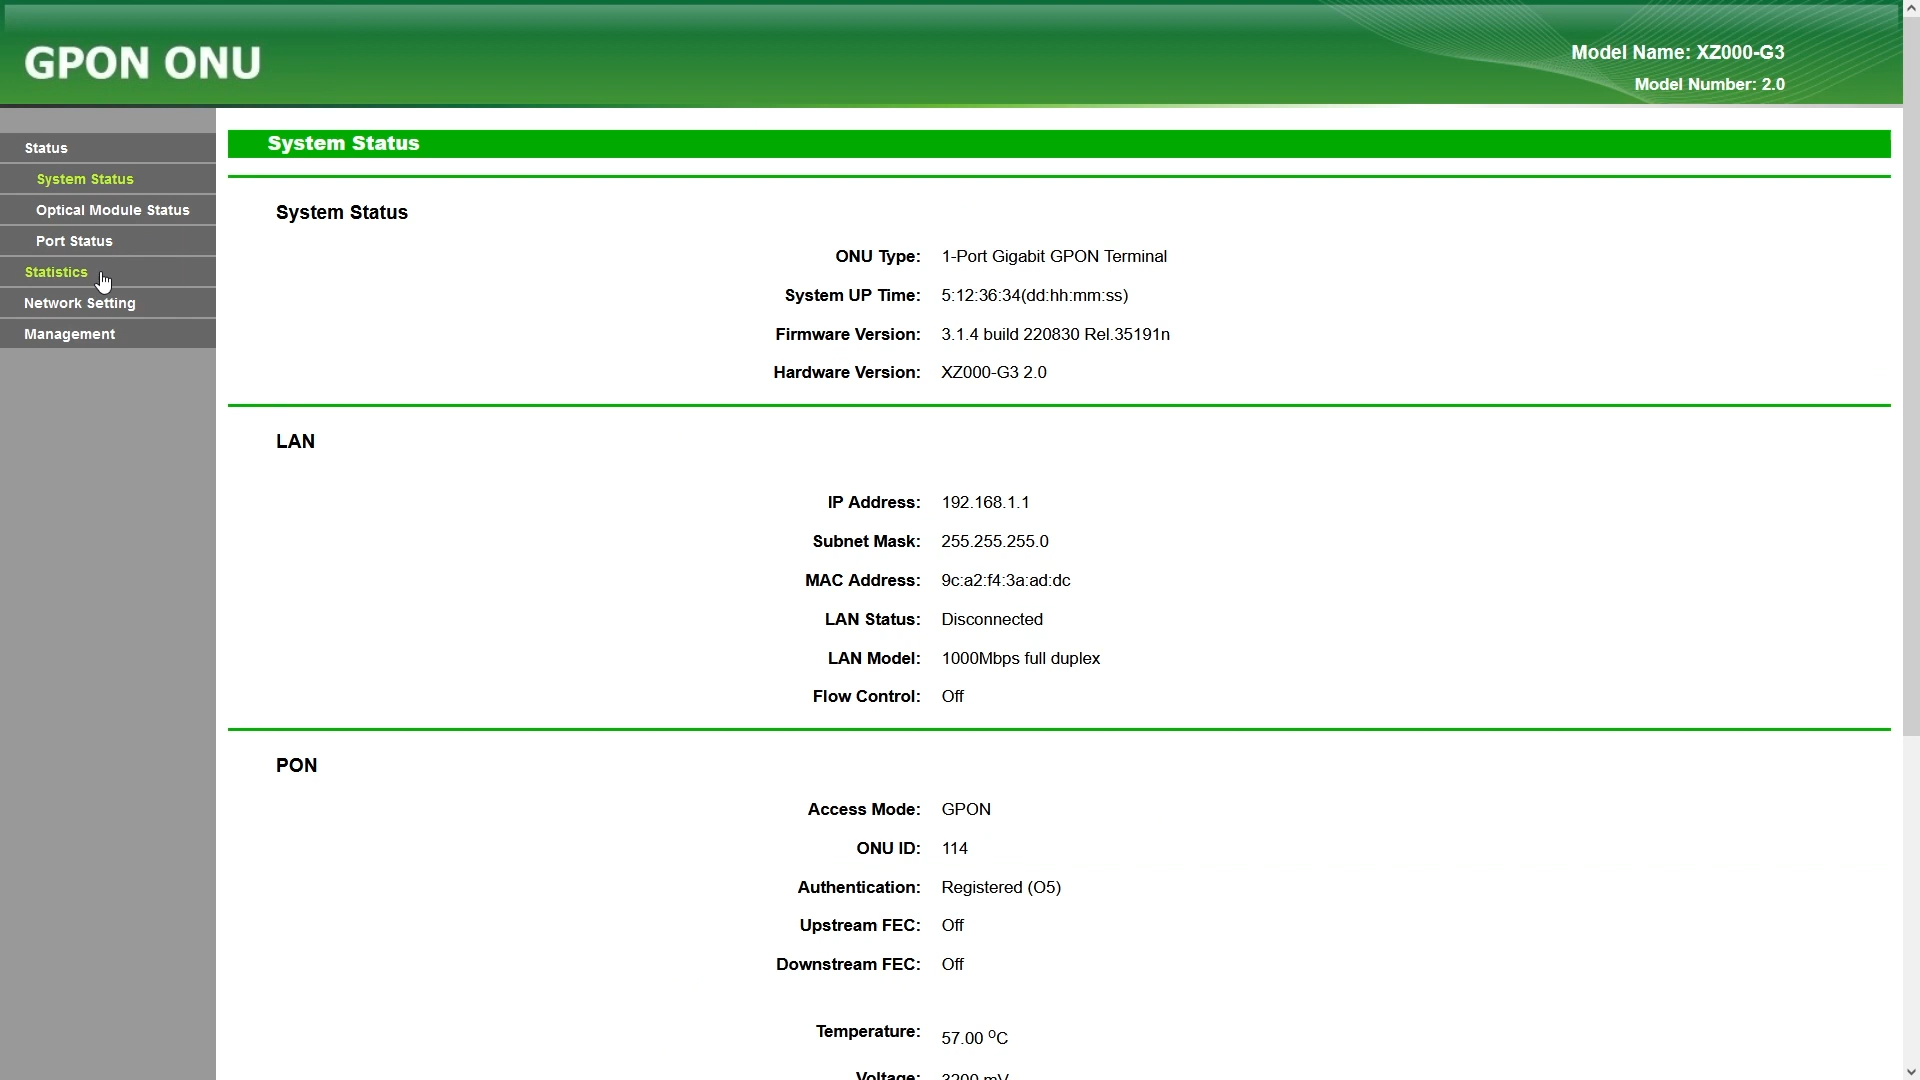 GPON ONU
Model Name: XZ000-G3
Model Number: 2.0
Status
System Status
Optical Module Status
Port Status
Statistics
Network Setting
Management
System Status
System Status
ONU Type: 1-Port Gigabit GPON Terminal
System UP Time: 5:12:36:34(dd:hh:mm:ss)
Firmware Version: 3.1.4 build 220830 Rel.35191n
Hardware Version: XZ000-G3 2.0
LAN
IP Address: 192.168.1.1
Subnet Mask: 255.255.255.0
MAC Address: 9c:a2:f4:3a:ad:dc
LAN Status: Disconnected
LAN Model: 1000Mbps full duplex
Flow Control: Off
PON
Access Mode: GPON
ONU ID: 114
Authentication: Registered (O5)
Upstream FEC: Off
Downstream FEC: Off
Temperature: 57.00 ºC
Voltage: 3200 mV